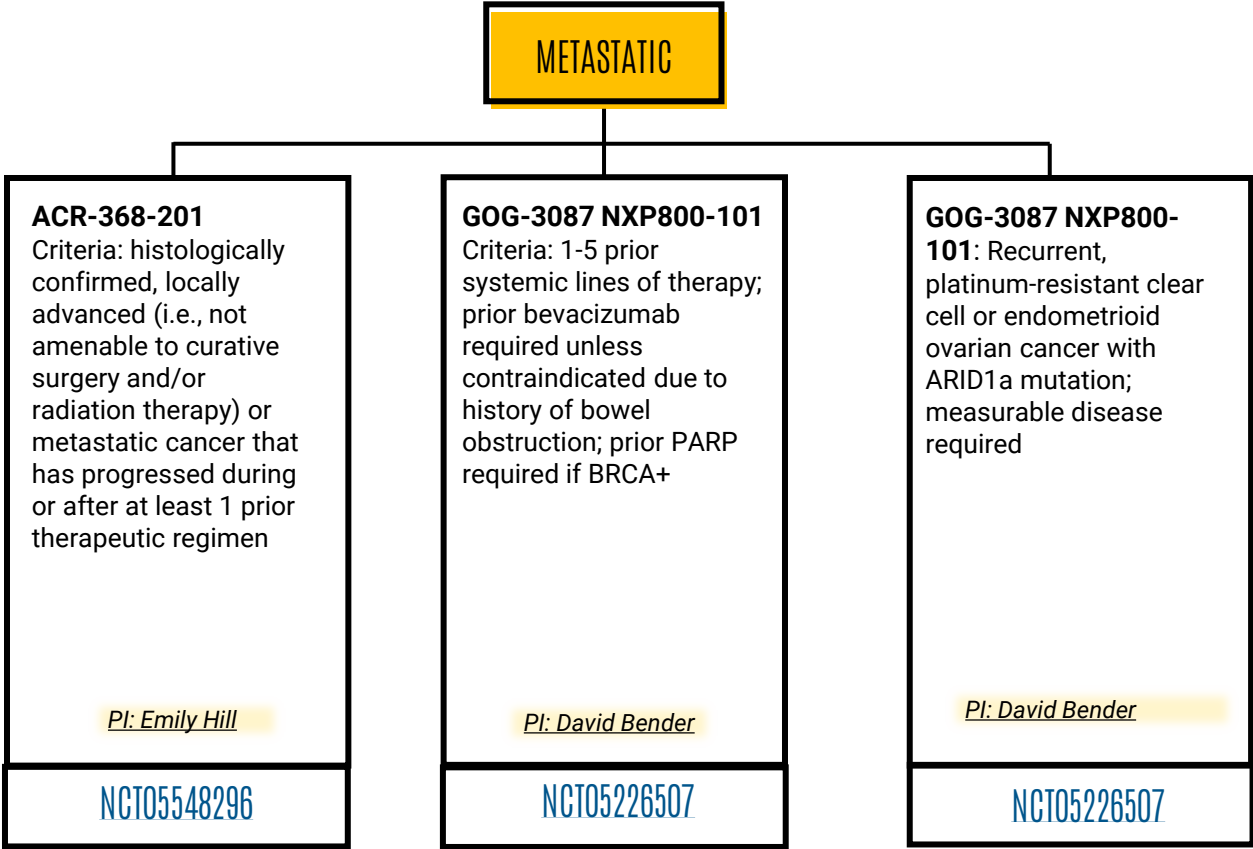 METASTATIC
ACR-368-201
Criteria: histologically
confirmed, locally
advanced (i.e., not
amenable to curative
surgery and/or
radiation therapy) or
metastatic cancer that
has progressed during
or after at least 1 prior
therapeutic regimen
PI: Emily Hill
NCT05548296
GOG-3087 NXP800-101
Criteria: 1-5 prior
systemic lines of therapy;
prior bevacizumab
required unless
contraindicated due to
history of bowel
obstruction; prior PARP
required if BRCA+
PI: David Bender
NCT05226507
GOG-3087 NXP800-
101: Recurrent,
platinum-resistant clear
cell or endometrioid
ovarian cancer with
ARID1a mutation;
measurable disease
required
PI: David Bender
NCT05226507